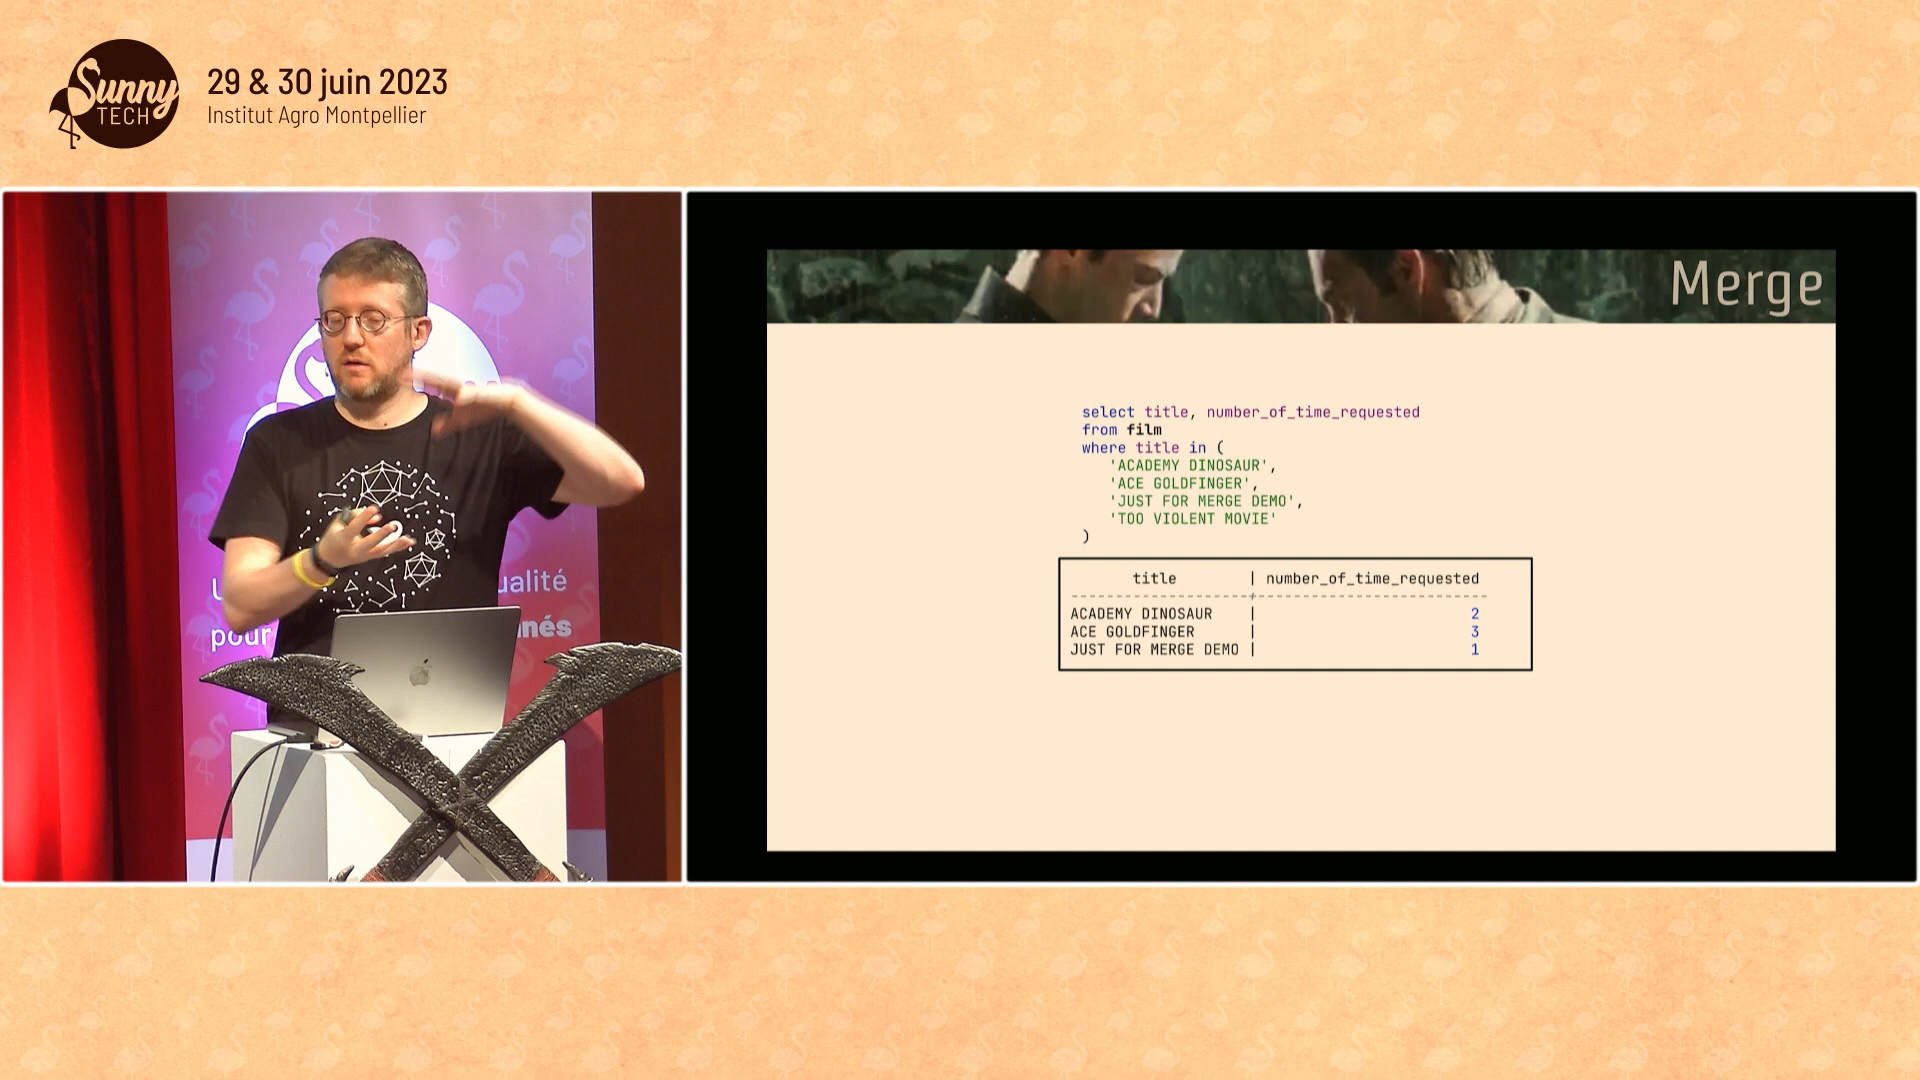 Sunny
TECH
29 & 30 juin 2023
Institut Agro Montpellier
ualité
pour
nés
Merge
select title, number_of_time_requested
from film
where title in (
'ACADEMY DINOSAUR',
'ACE GOLDFINGER',
'JUST FOR MERGE DEMO',
'TOO VIOLENT MOVIE'
)
title | number_of_time_requested
---------------------+---------------------------
ACADEMY DINOSAUR | 2
ACE GOLDFINGER | 3
JUST FOR MERGE DEMO | 1